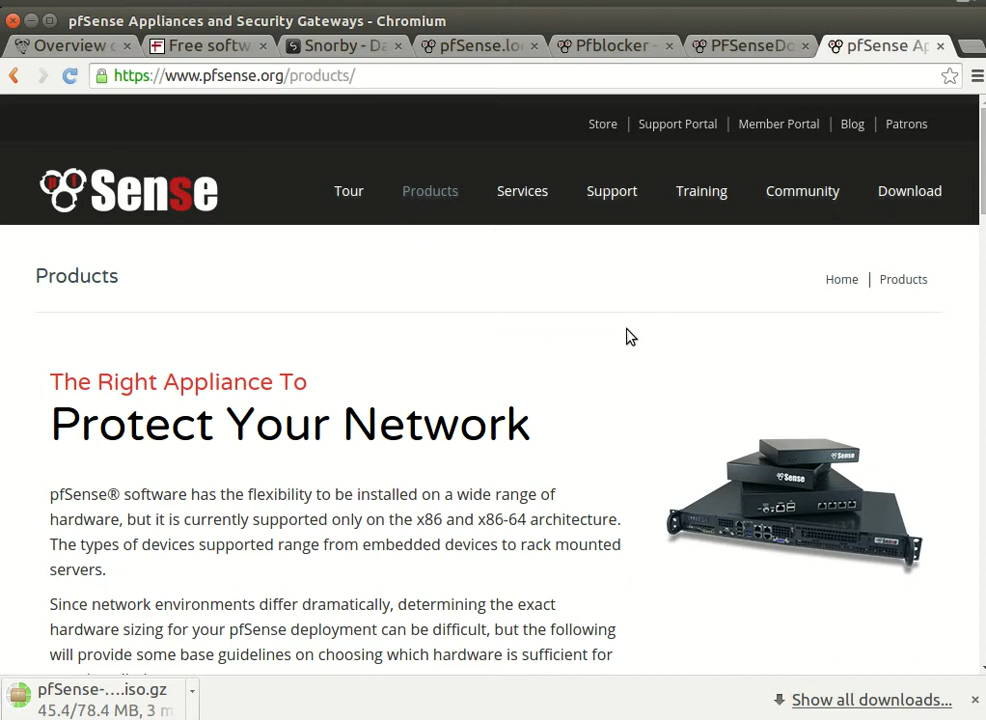 pfSense Appliances and Security Gateways - Chromium
Overview
Free softw
Snorby - Da
pfSense.lo
Pfblocker -
PFSenseDo
pfSense Ap
https://www.pfsense.org/products/
Store | Support Portal | Member Portal | Blog | Patrons
Sense
Tour Products Services Support Training Community Download
Products
Home | Products
The Right Appliance To
Protect Your Network
pfSense® software has the flexibility to be installed on a wide range of
hardware, but it is currently supported only on the x86 and x86-64 architecture.
The types of devices supported range from embedded devices to rack mounted
servers.
Since network environments differ dramatically, determining the exact
hardware sizing for your pfSense deployment can be difficult, but the following
will provide some base guidelines on choosing which hardware is sufficient for
Sense
Sense
pfSense-....iso.gz
45.4/78.4 MB, 3 m
Show all downloads...